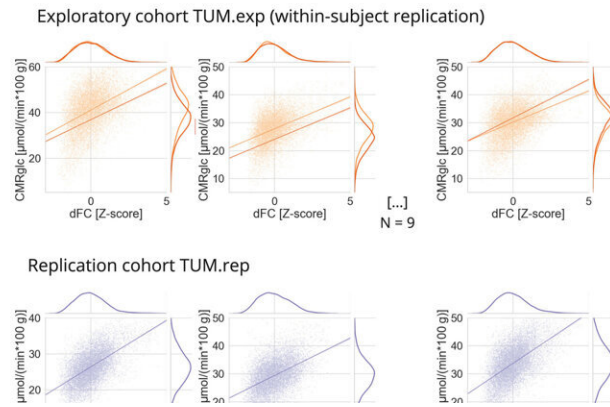 Exploratory cohort TUM.exp (within-subject replication)
CMRglc [μmol/(min*100 g)]
60
40
20
0
5
dFC [Z-score]
CMRglc [μmol/(min*100 g)]
50
40
30
20
10
0
5
dFC [Z-score]
[...]
N = 9
CMRglc [μmol/(min*100 g)]
50
40
30
20
10
0
5
dFC [Z-score]
Replication cohort TUM.rep
μmol/(min*100 g)]
40
30
20
μmol/(min*100 g)]
50
40
30
20
μmol/(min*100 g)]
50
40
30
20